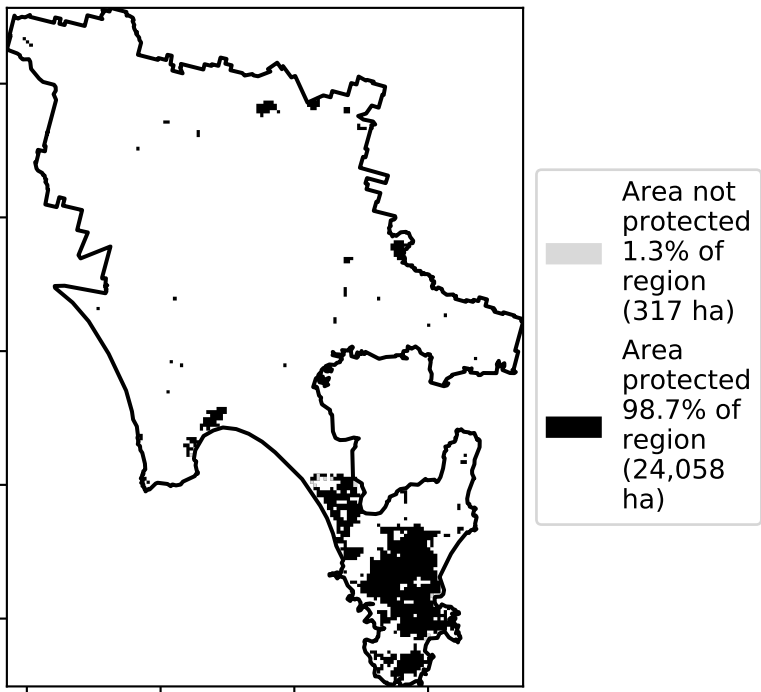 Area not
protected
1.3% of
region
(317 ha)
Area
protected
98.7% of
region
(24,058
ha)